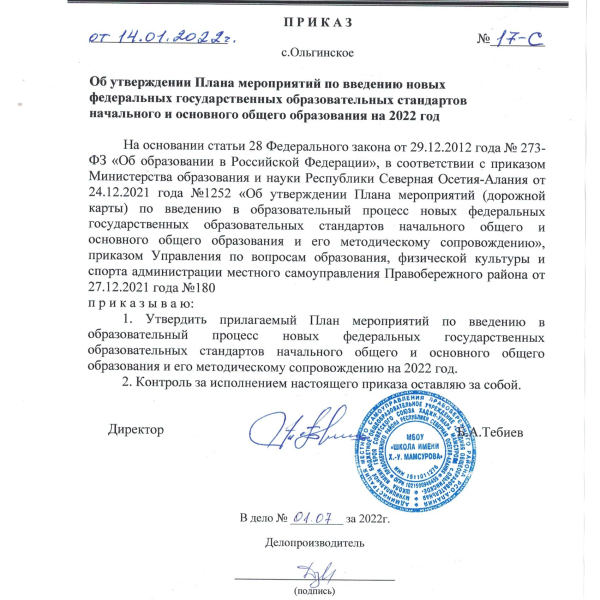 ПРИКАЗ
от 14.01.2022г. № 17-С
с.Ольгинское
Об утверждении Плана мероприятий по введению новых
федеральных государственных образовательных стандартов
начального и основного общего образования на 2022 год
На основании статьи 28 Федерального закона от 29.12.2012 года № 273-
ФЗ «Об образовании в Российской Федерации», в соответствии с приказом
Министерства образования и науки Республики Северная Осетия-Алания от
24.12.2021 года №1252 «Об утверждении Плана мероприятий (дорожной
карты) по введению в образовательный процесс новых федеральных
государственных образовательных стандартов начального общего и
основного общего образования и его методическому сопровождению»,
приказом Управления по вопросам образования, физической культуры и
спорта администрации местного самоуправления Правобережного района от
27.12.2021 года №180
приказываю:
1. Утвердить прилагаемый План мероприятий по введению в
образовательный процесс новых федеральных государственных
образовательных стандартов начального общего и основного общего
образования и его методическому сопровождению на 2022 год.
2. Контроль за исполнением настоящего приказа оставляю за собой.
Директор В.А.Тебиев
МБОУ
«ШКОЛА ИМЕНИ
Х.-У. МАМСУРОВА»
В дело № 01.07 за 2022г.
Делопроизводитель
(подпись)